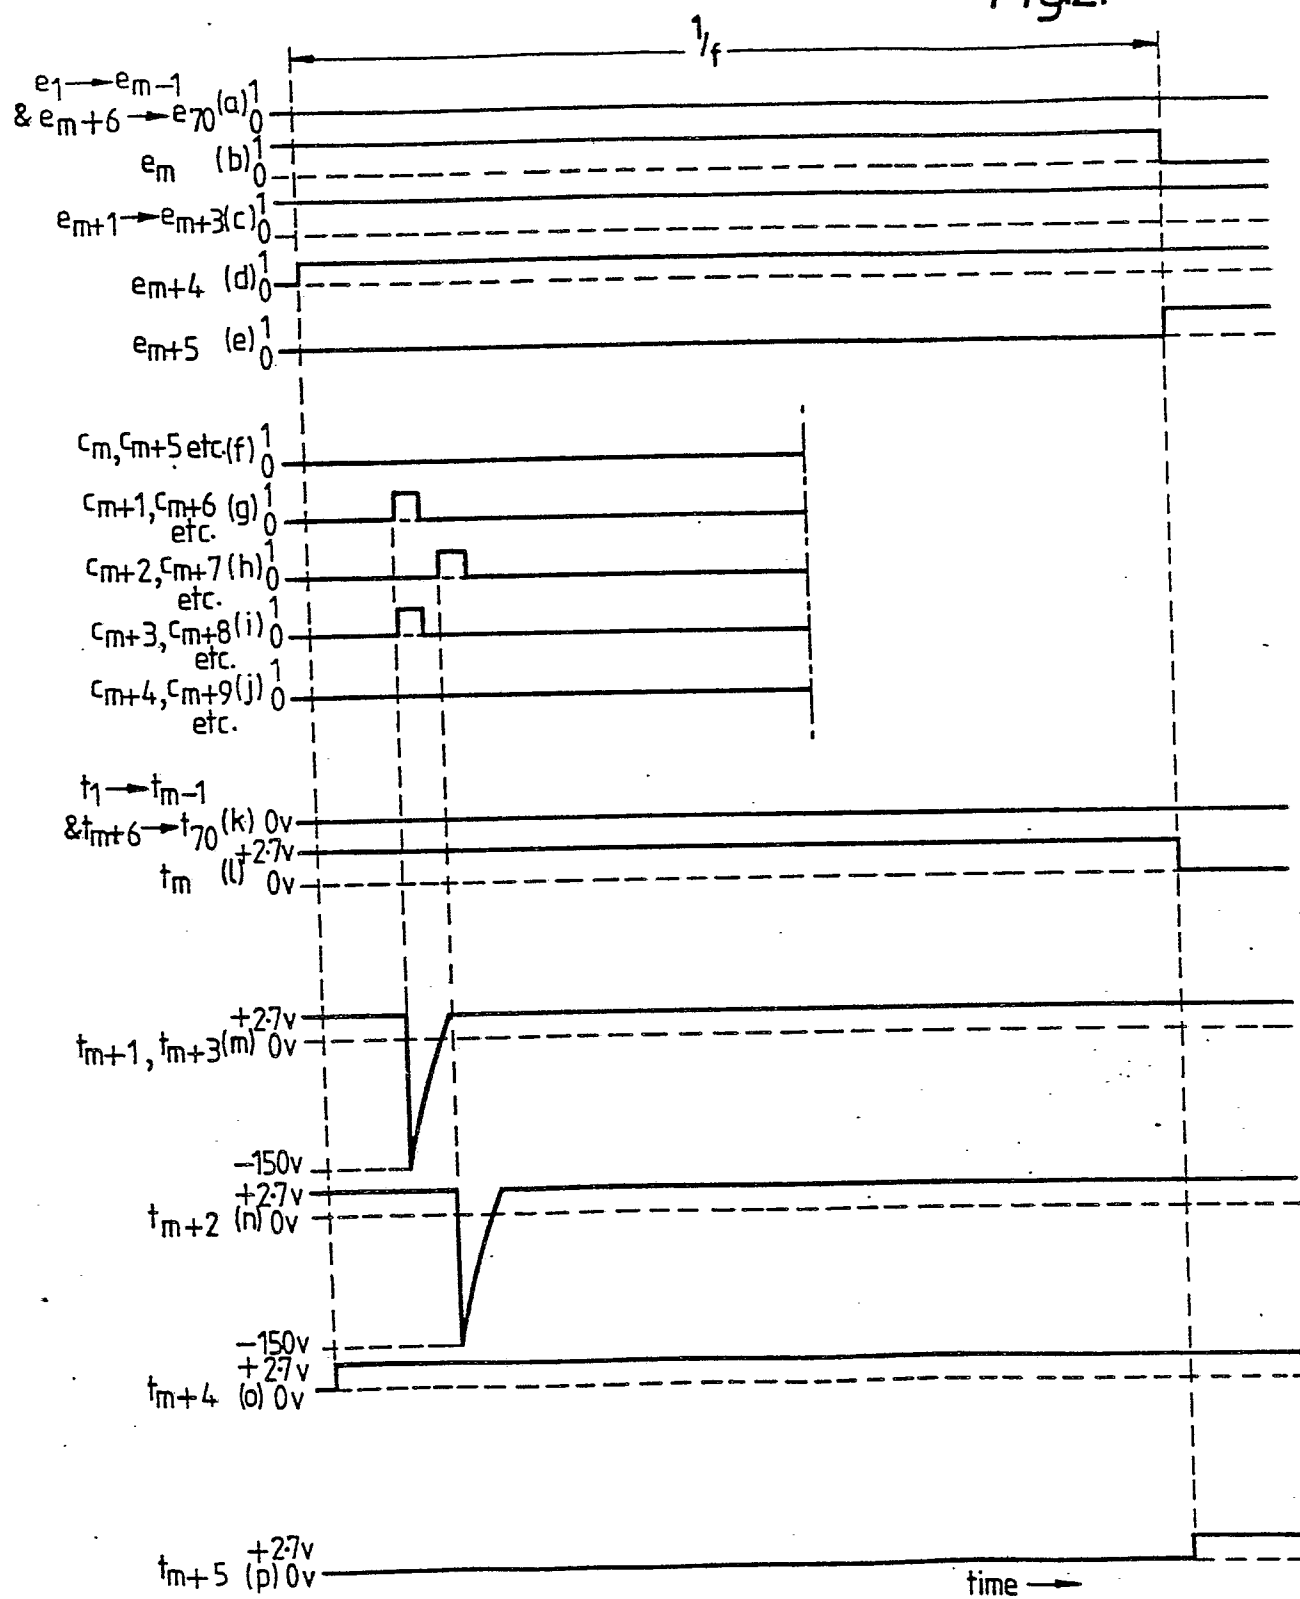 Fig.2.
1/f
e1→em−1
& em+6→e70 (a) 1 0
em (b) 1 0
em+1→em+3 (c) 1 0
em+4 (d) 1 0
em+5 (e) 1 0
cm, cm+5 etc. (f) 1 0
cm+1, cm+6 (g) 1 0
etc.
cm+2, cm+7 (h) 1 0
etc.
cm+3, cm+8 (i) 1 0
etc.
cm+4, cm+9 (j) 1 0
etc.
t1→tm−1
& tm+6→t70 (k) 0v
+2·7v
tm (l) 0v
+2·7v
tm+1, tm+3 (m) 0v
−150v
+2·7v
tm+2 (n) 0v
−150v
+2·7v
tm+4 (o) 0v
+2·7v
tm+5 (p) 0v
time →